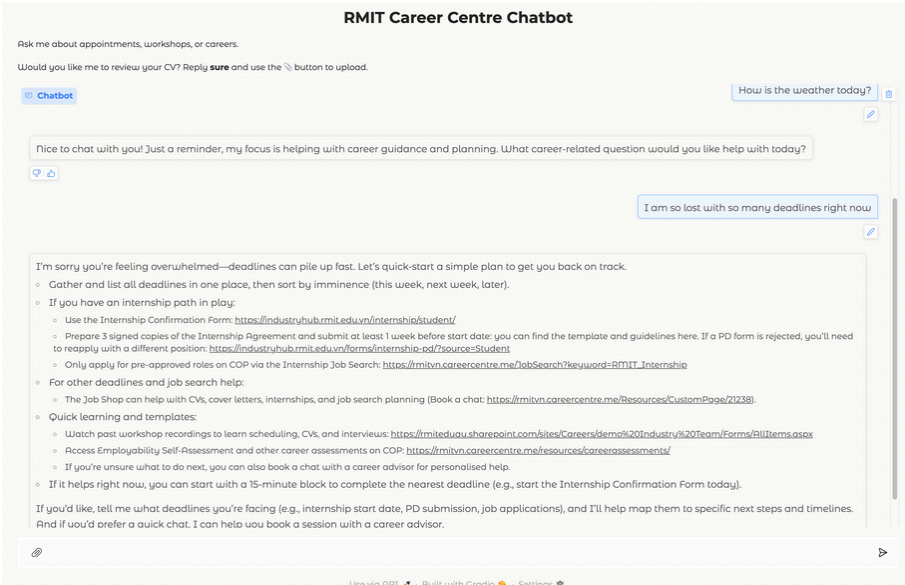 RMIT Career Centre Chatbot
Ask me about appointments, workshops, or careers.
Would you like me to review your CV? Reply sure and use the 📎 button to upload.
Chatbot
How is the weather today?
Nice to chat with you! Just a reminder, my focus is helping with career guidance and planning. What career-related question would you like help with today?
I am so lost with so many deadlines right now
I'm sorry you're feeling overwhelmed—deadlines can pile up fast. Let's quick-start a simple plan to get you back on track.
Gather and list all deadlines in one place, then sort by imminence (this week, next week, later).
If you have an internship path in play:
Use the Internship Confirmation Form: https://industryhub.rmit.edu.vn/internship/student/
Prepare 3 signed copies of the Internship Agreement and submit at least 1 week before start date: you can find the template and guidelines here. If a PD form is rejected, you'll need
to reapply with a different position: https://industryhub.rmit.edu.vn/forms/internship-pd/?source=Student
Only apply for pre-approved roles on COP via the Internship Job Search: https://rmitvn.careercentre.me/JobSearch?keyword=RMIT_Internship
For other deadlines and job search help:
The Job Shop can help with CVs, cover letters, internships, and job search planning (Book a chat: https://rmitvn.careercentre.me/Resources/CustomPage/21238).
Quick learning and templates:
Watch past workshop recordings to learn scheduling, CVs, and interviews: https://rmiteduau.sharepoint.com/sites/Careers/demo%20Industry%20Team/Forms/AllItems.aspx
Access Employability Self-Assessment and other career assessments on COP: https://rmitvn.careercentre.me/resources/careerassessments/
If you're unsure what to do next, you can also book a chat with a career advisor for personalised help.
If it helps right now, you can start with a 15-minute block to complete the nearest deadline (e.g., start the Internship Confirmation Form today).
If you'd like, tell me what deadlines you're facing (e.g., internship start date, PD submission, job applications), and I'll help map them to specific next steps and timelines.
And if you'd prefer a quick chat, I can help you book a session with a career advisor.
Use via API · Built with Gradio · Settings